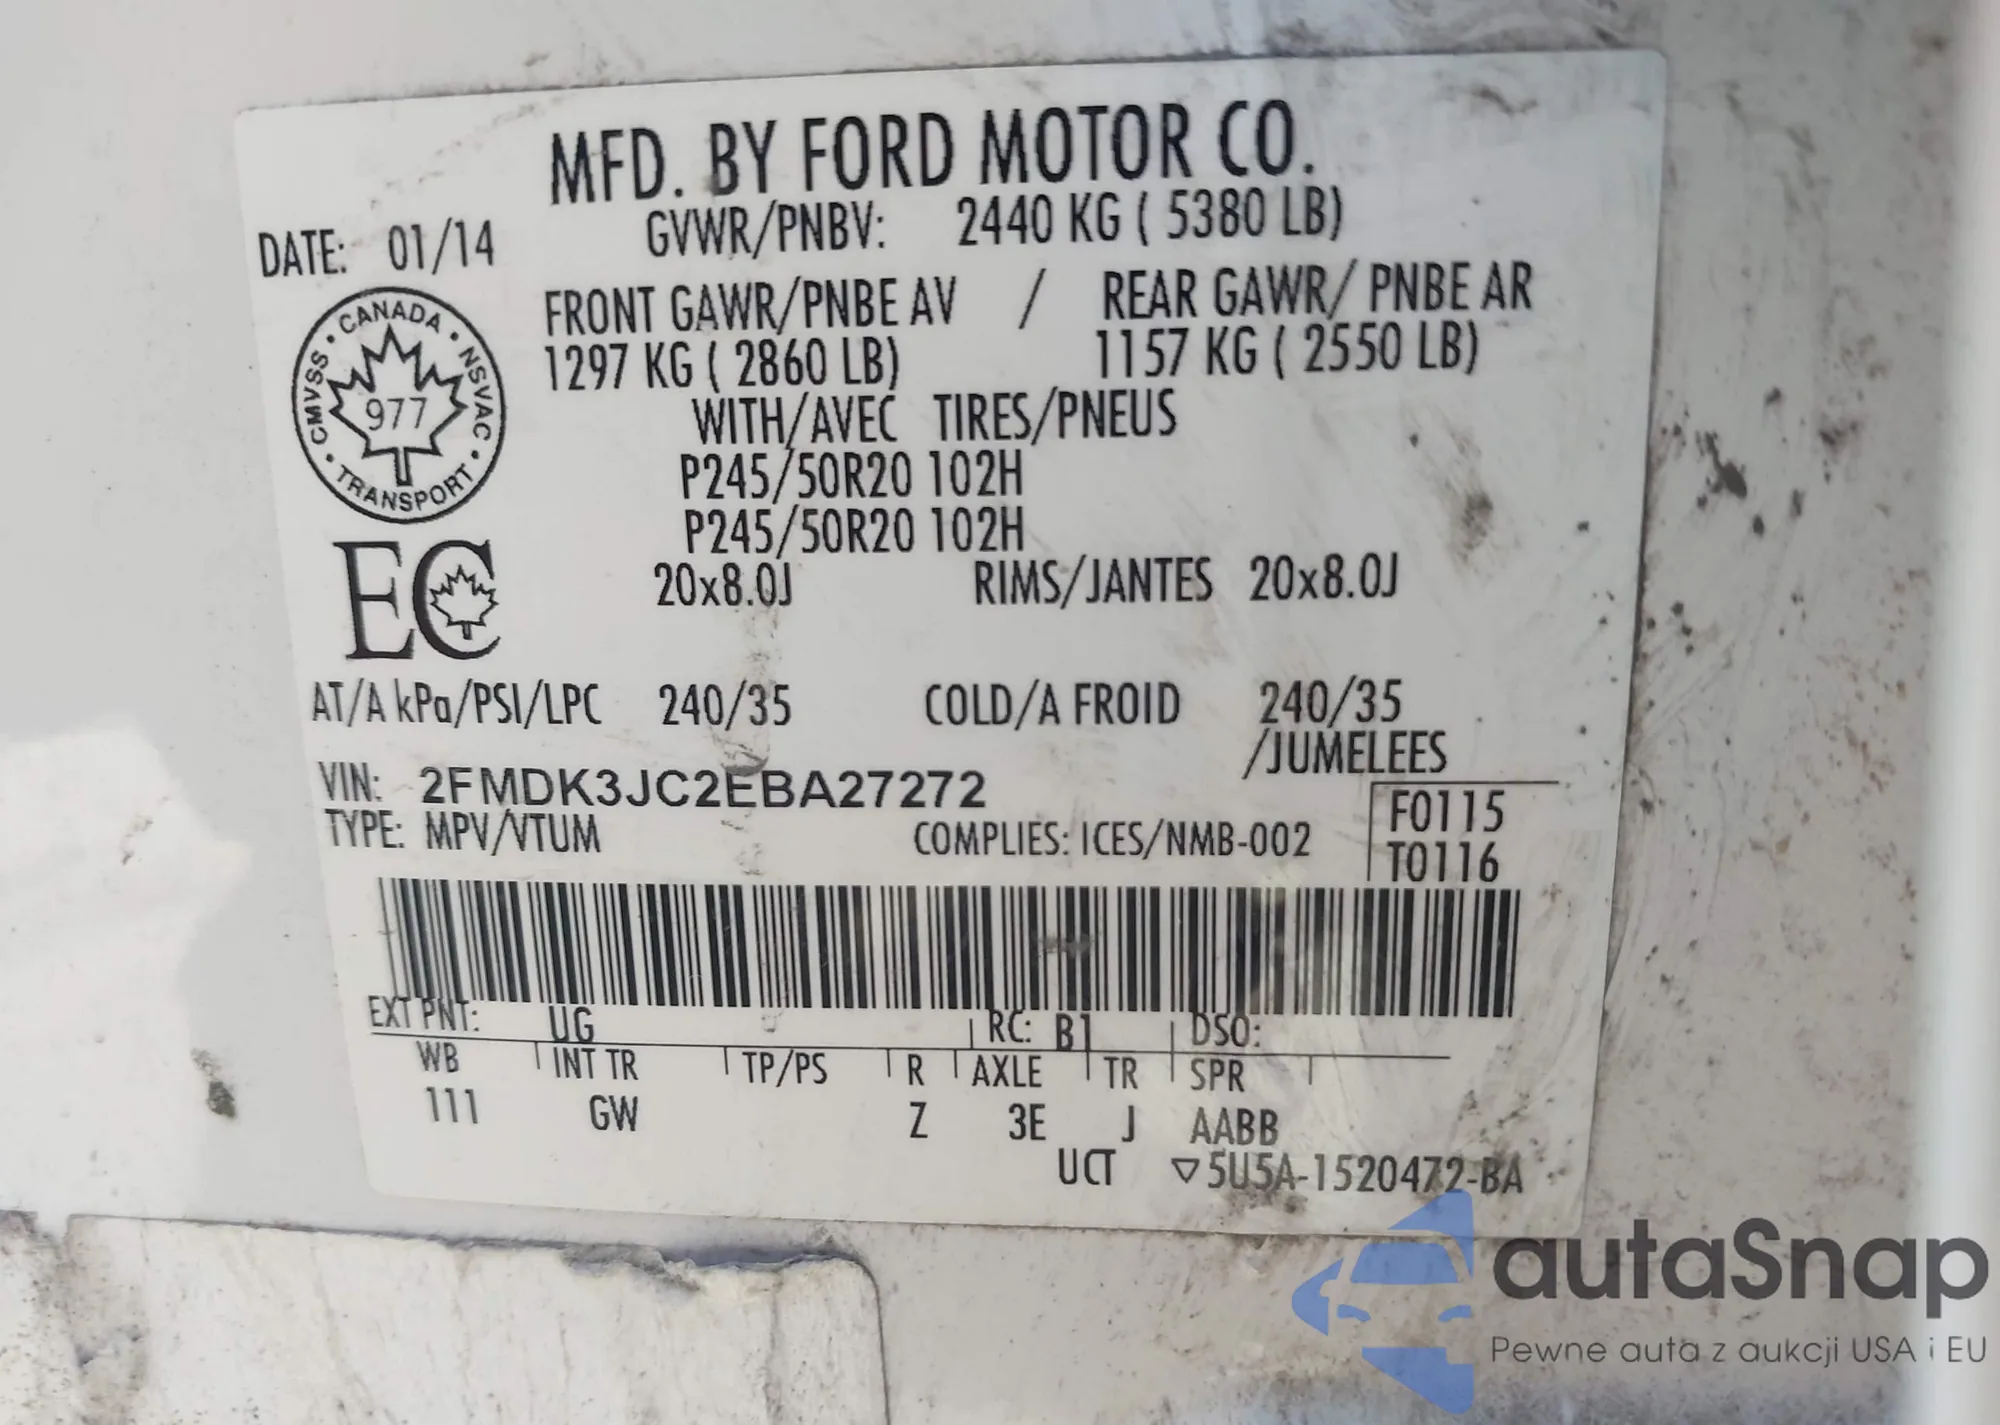 MFD. BY FORD MOTOR CO.
DATE: 01/14 GVWR/PNBV: 2440 KG ( 5380 LB)
FRONT GAWR/PNBE AV / REAR GAWR/ PNBE AR
1297 KG ( 2860 LB) 1157 KG ( 2550 LB)
WITH/AVEC TIRES/PNEUS
P245/50R20 102H
P245/50R20 102H
20x8.0J RIMS/JANTES 20x8.0J
CANADA • NSVAC • TRANSPORT • CMVSS •
977
EC
AT/A kPa/PSI/LPC 240/35 COLD/A FROID 240/35
/JUMELEES
VIN: 2FMDK3JC2EBA27272
TYPE: MPV/VTUM COMPLIES: ICES/NMB-002
F0115
T0116
EXT PNT: UG RC: B1 DSO:
WB INT TR TP/PS R AXLE TR SPR
111 GW Z 3E J AABB
UCT ▽5U5A-1520472-BA
autaSnap
Pewne auta z aukcji USA i EU